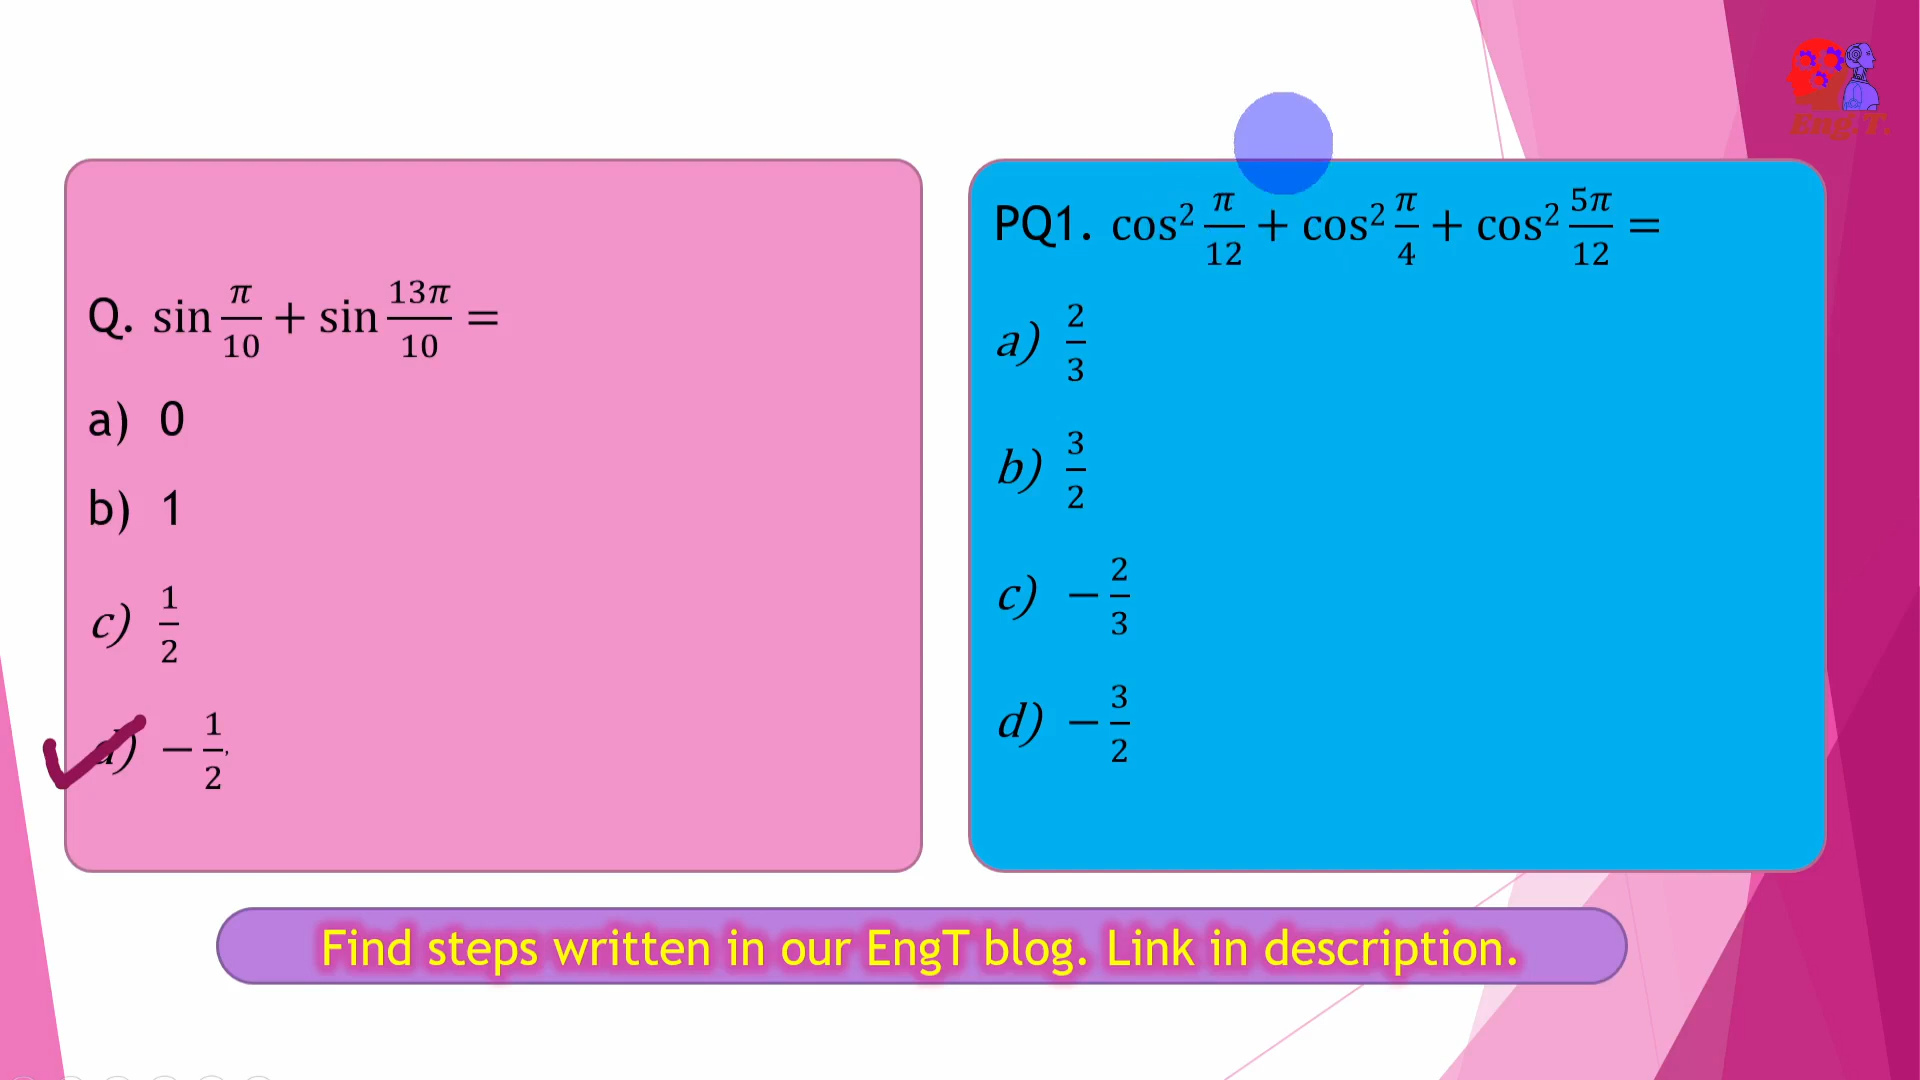 Eng.T.
Q. sin π/10 + sin 13π/10 =
a) 0
b) 1
c) 1/2
d) −1/2,
PQ1. cos² π/12 + cos² π/4 + cos² 5π/12 =
a) 2/3
b) 3/2
c) −2/3
d) −3/2
Find steps written in our EngT blog. Link in description.